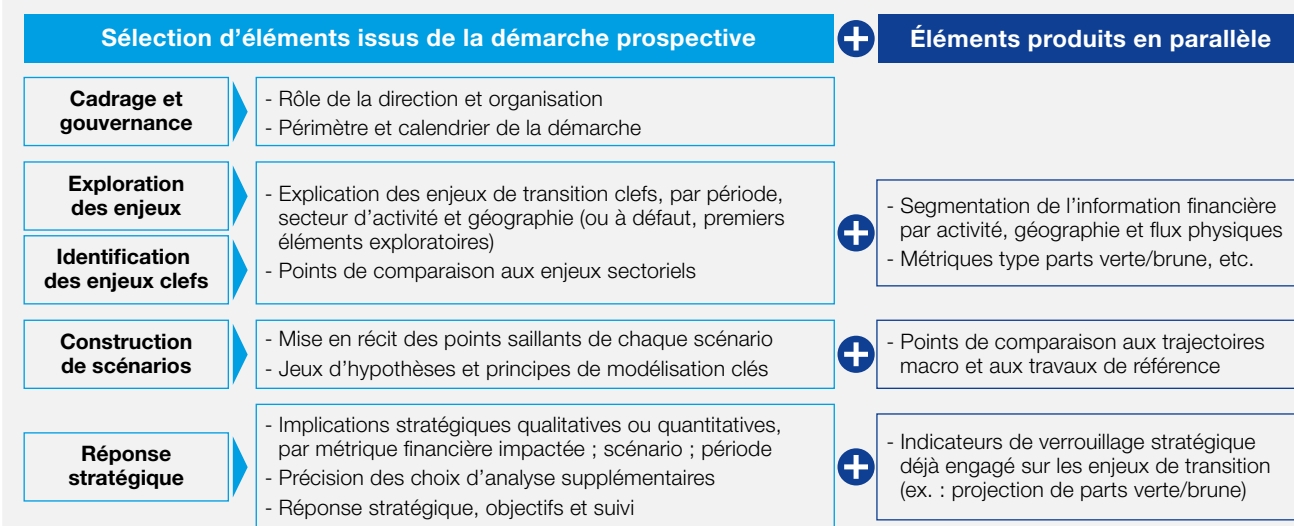 Sélection d'éléments issus de la démarche prospective
+
Éléments produits en parallèle
Cadrage et
gouvernance
- Rôle de la direction et organisation
- Périmètre et calendrier de la démarche
Exploration
des enjeux
Identification
des enjeux clefs
- Explication des enjeux de transition clefs, par période,
secteur d'activité et géographie (ou à défaut, premiers
éléments exploratoires)
- Points de comparaison aux enjeux sectoriels
+
- Segmentation de l'information financière
par activité, géographie et flux physiques
- Métriques type parts verte/brune, etc.
Construction
de scénarios
- Mise en récit des points saillants de chaque scénario
- Jeux d'hypothèses et principes de modélisation clés
+
- Points de comparaison aux trajectoires
macro et aux travaux de référence
Réponse
stratégique
- Implications stratégiques qualitatives ou quantitatives,
par métrique financière impactée ; scénario ; période
- Précision des choix d'analyse supplémentaires
- Réponse stratégique, objectifs et suivi
+
- Indicateurs de verrouillage stratégique
déjà engagé sur les enjeux de transition
(ex. : projection de parts verte/brune)